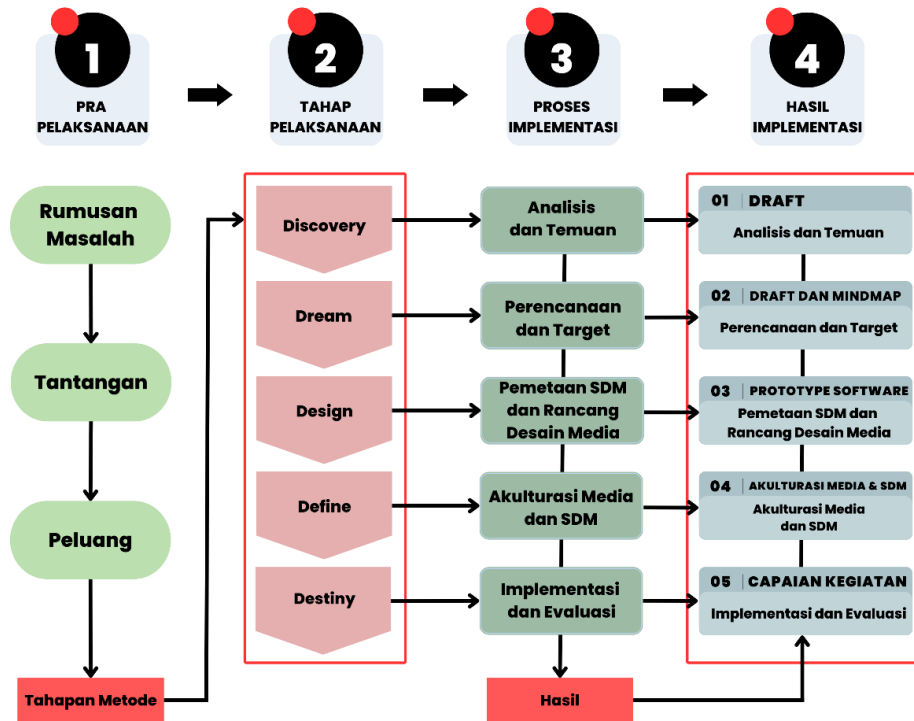 1
PRA
PELAKSANAAN
2
TAHAP
PELAKSANAAN
3
PROSES
IMPLEMENTASI
4
HASIL
IMPLEMENTASI
Rumusan
Masalah
Tantangan
Peluang
Tahapan Metode
Discovery
Dream
Design
Define
Destiny
Analisis
dan Temuan
Perencanaan
dan Target
Pemetaan SDM
dan Rancang
Desain Media
Akulturasi Media
dan SDM
Implementasi
dan Evaluasi
Hasil
01 | DRAFT
Analisis dan Temuan
02 | DRAFT DAN MINDMAP
Perencanaan dan Target
03 | PROTOTYPE SOFTWARE
Pemetaan SDM dan
Rancang Desain Media
04 | AKULTURASI MEDIA & SDM
Akulturasi Media
dan SDM
05 | CAPAIAN KEGIATAN
Implementasi dan Evaluasi